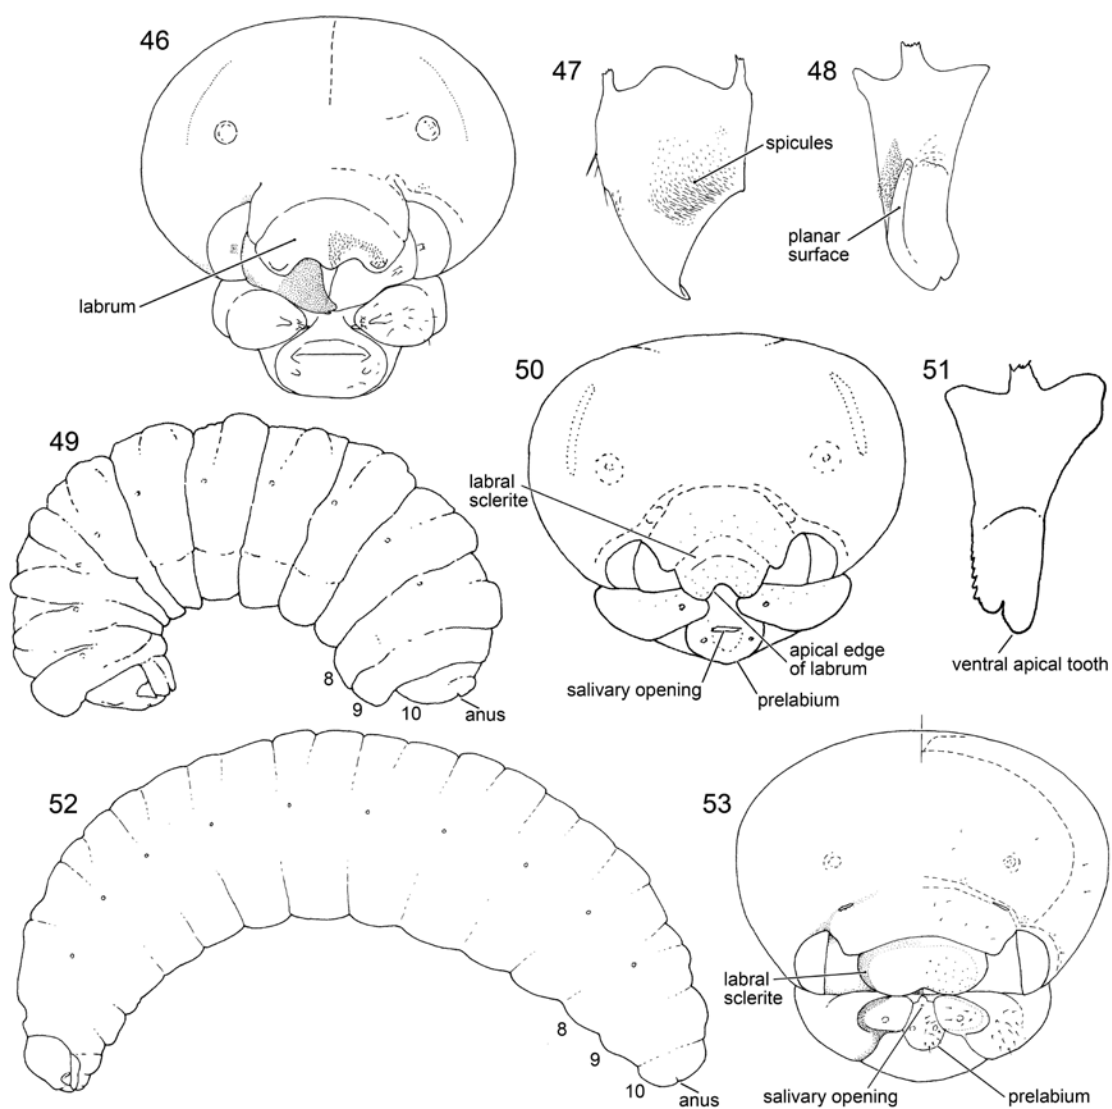 46
47
48
spicules
planar
surface
labrum
49
50
51
labral
sclerite
8
9
10
anus
apical edge
of labrum
salivary opening
prelabium
ventral apical tooth
52
53
8
9
10
anus
labral
sclerite
salivary opening
prelabium